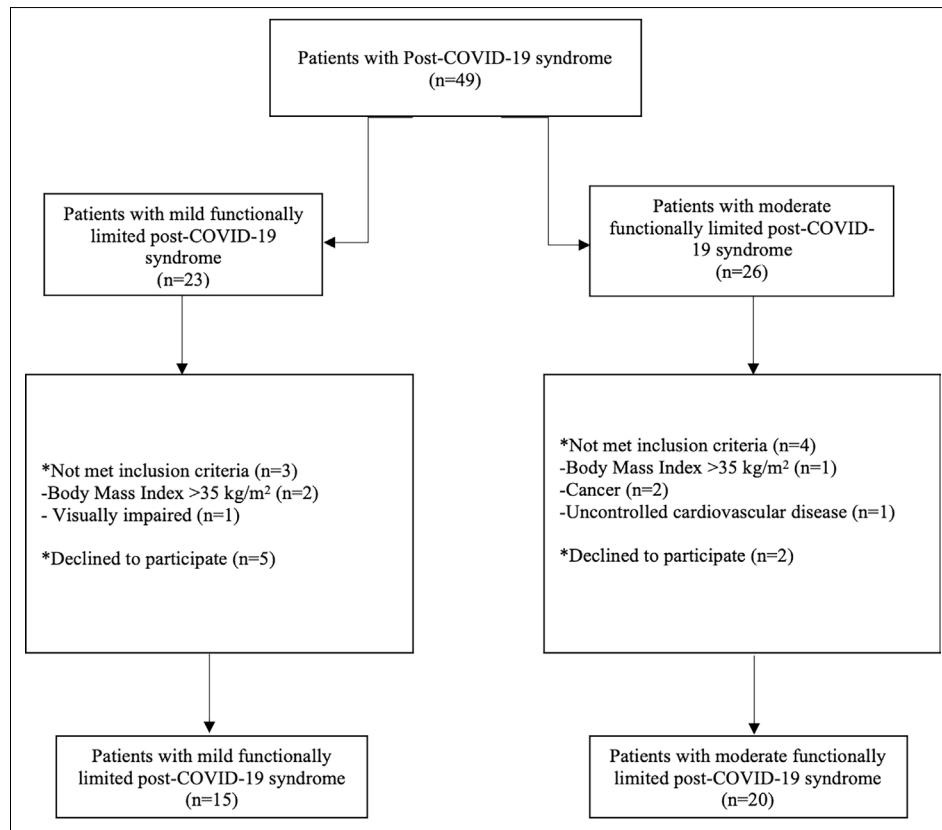 Patients with Post-COVID-19 syndrome
(n=49)
Patients with mild functionally
limited post-COVID-19
syndrome
(n=23)
Patients with moderate
functionally limited post-COVID-
19 syndrome
(n=26)
*Not met inclusion criteria (n=3)
-Body Mass Index >35 kg/m² (n=2)
- Visually impaired (n=1)
*Declined to participate (n=5)
*Not met inclusion criteria (n=4)
-Body Mass Index >35 kg/m² (n=1)
-Cancer (n=2)
-Uncontrolled cardiovascular disease (n=1)
*Declined to participate (n=2)
Patients with mild functionally
limited post-COVID-19 syndrome
(n=15)
Patients with moderate functionally
limited post-COVID-19 syndrome
(n=20)